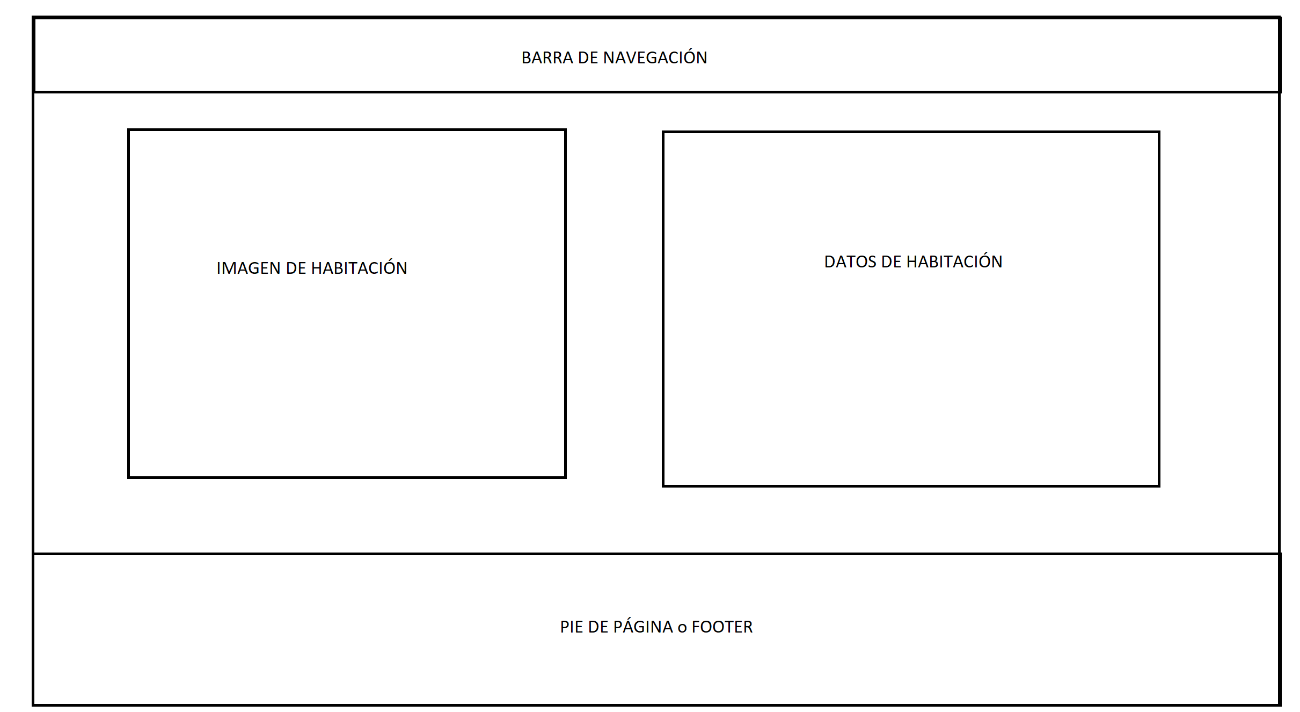 BARRA DE NAVEGACIÓN
IMAGEN DE HABITACIÓN
DATOS DE HABITACIÓN
PIE DE PÁGINA o FOOTER